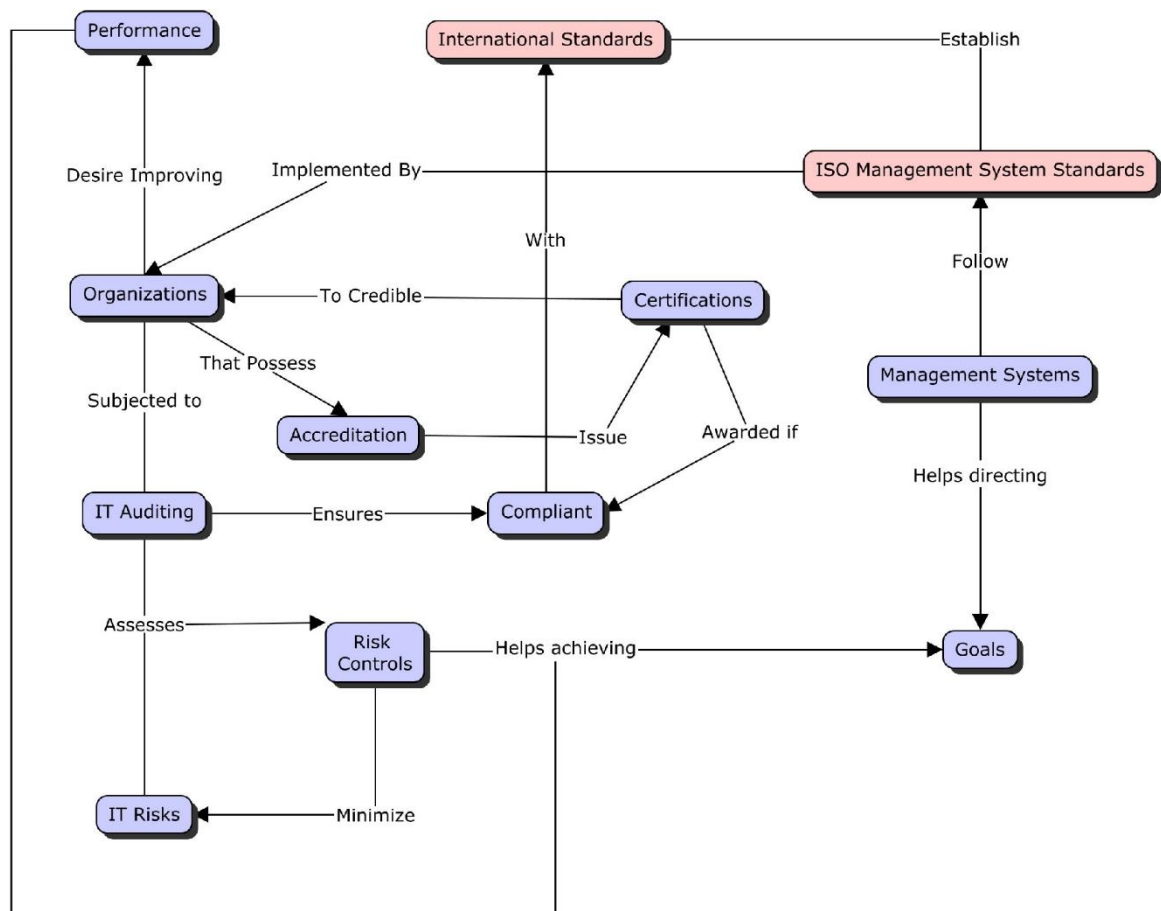 Performance
International Standards
Establish
Desire Improving
Implemented By
ISO Management System Standards
With
Follow
Organizations
To Credible
Certifications
That Possess
Management Systems
Subjected to
Accreditation
Issue
Awarded if
Helps directing
IT Auditing
Ensures
Compliant
Assesses
Risk
Controls
Helps achieving
Goals
IT Risks
Minimize